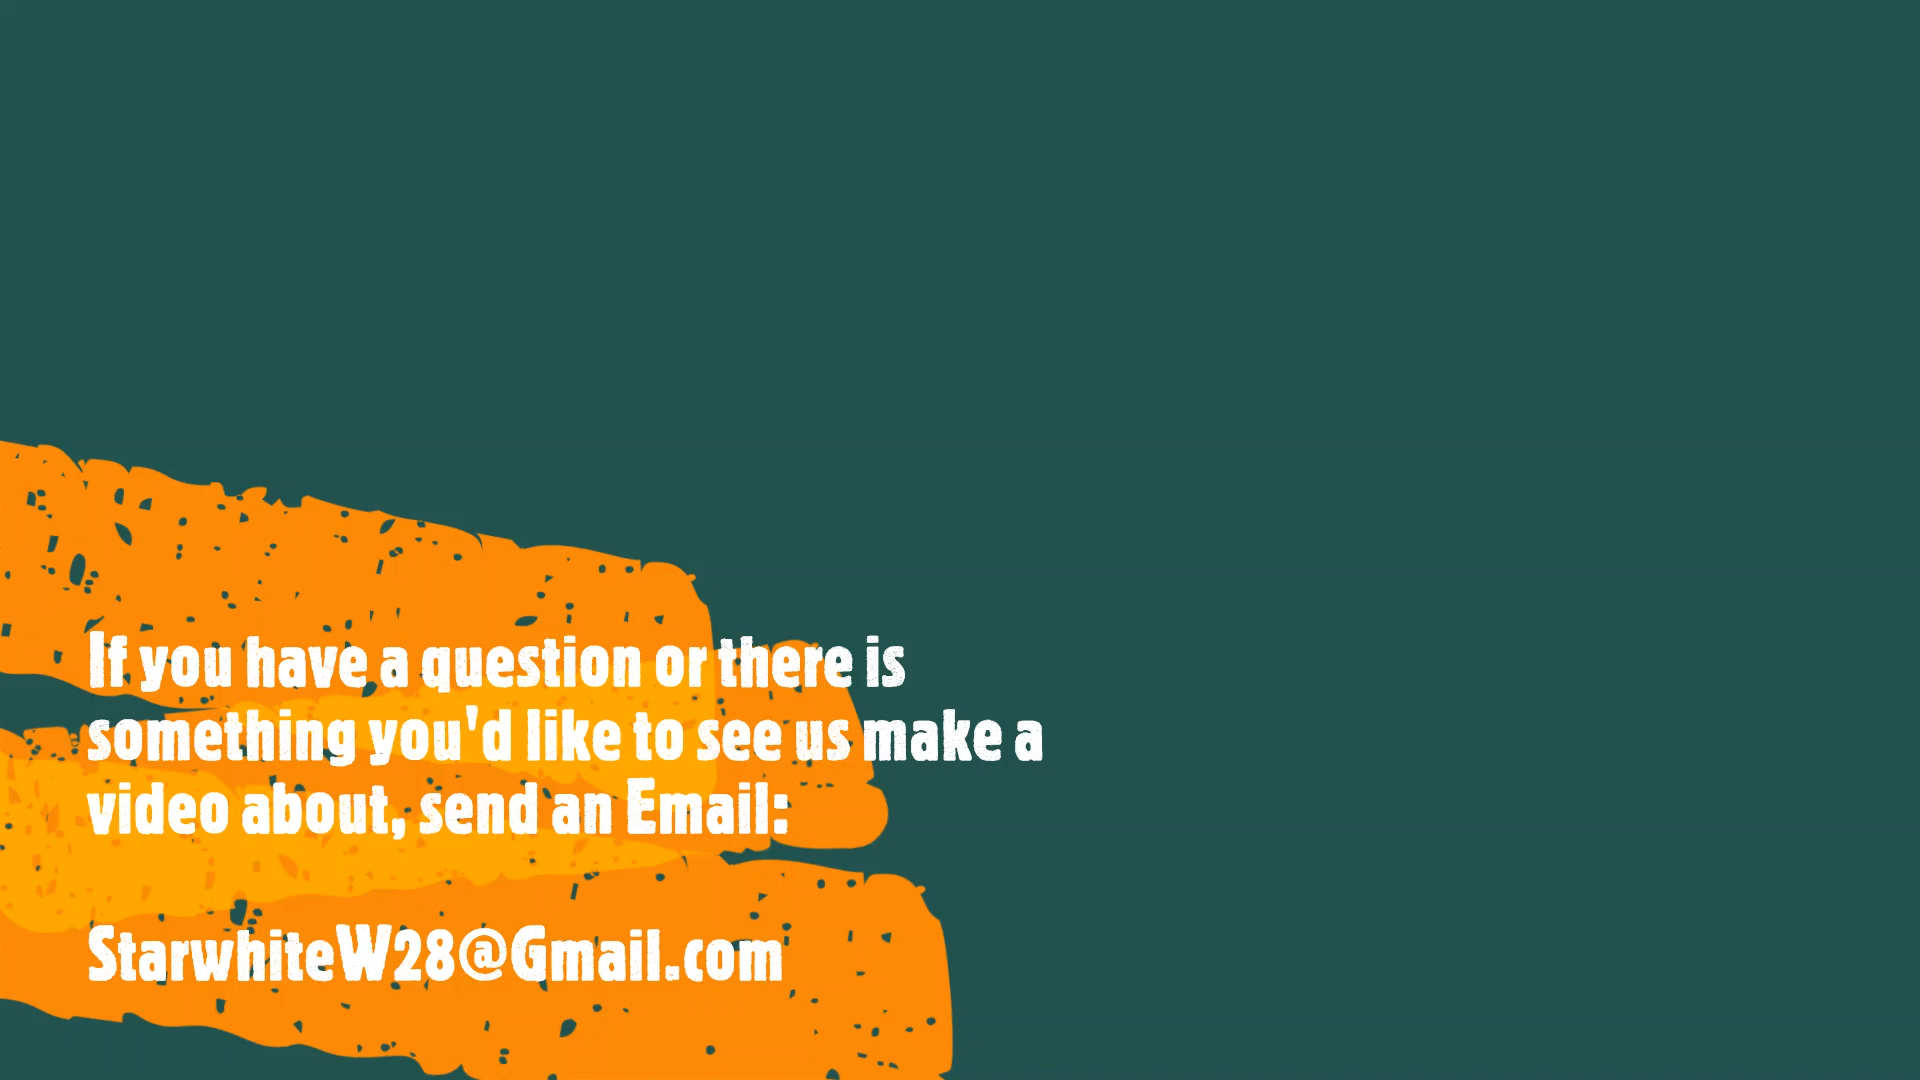 If you have a question or there is
something you'd like to see us make a
video about, send an Email:
StarwhiteW28@Gmail.com